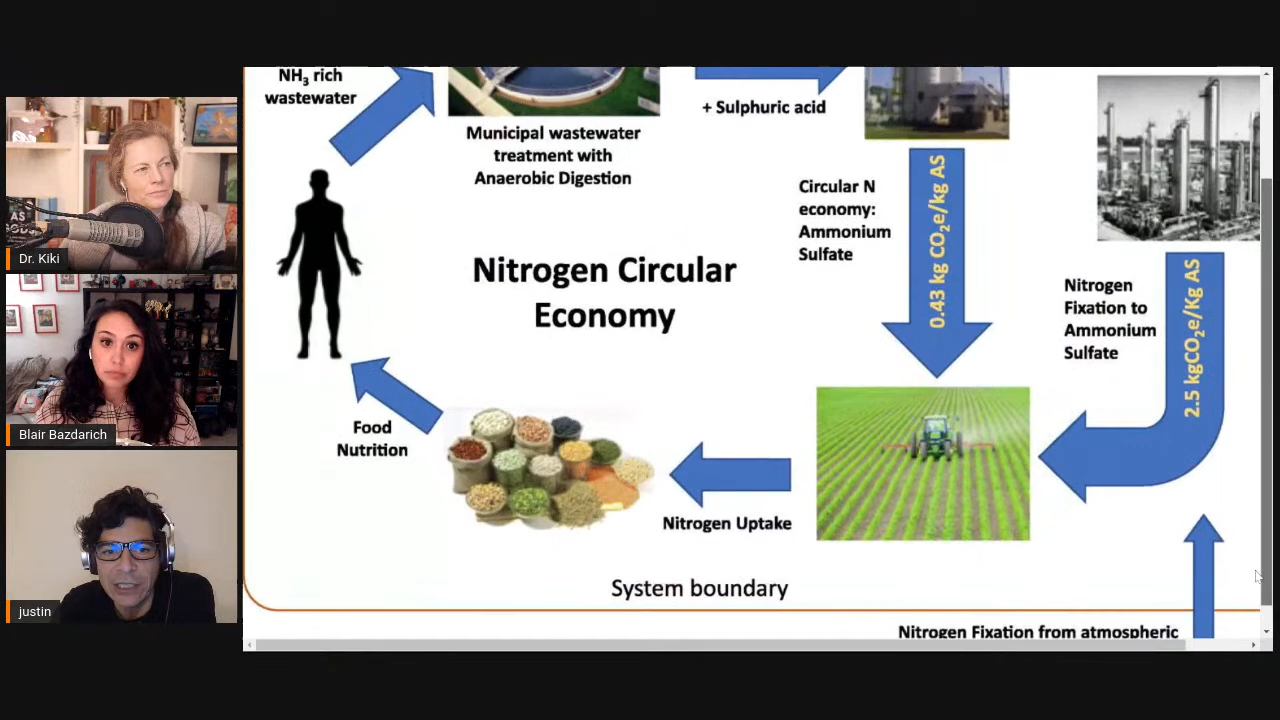 NH₃ rich
wastewater
+ Sulphuric acid
Municipal wastewater
treatment with
Anaerobic Digestion
Circular N
economy:
Ammonium
Sulfate
0.43 kg CO₂e/kg AS
Nitrogen
Fixation to
Ammonium
Sulfate
2.5 kgCO₂e/Kg AS
Nitrogen Circular
Economy
Food
Nutrition
Nitrogen Uptake
System boundary
Nitrogen Fixation from atmospheric
AS
Dr. Kiki
Blair Bazdarich
justin